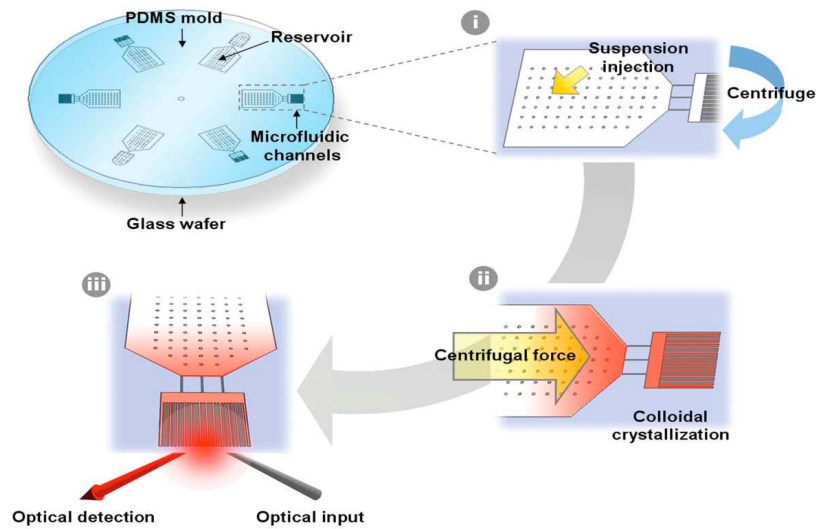 PDMS mold
Reservoir
Microfluidic
channels
Glass wafer
i
Suspension
injection
Centrifuge
ii
Centrifugal force
Colloidal
crystallization
iii
Optical detection
Optical input